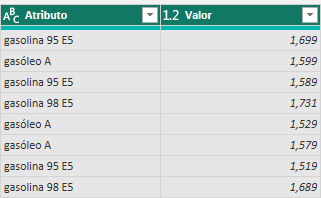 ABC Atributo 1.2 Valor
gasolina 95 E5 1,699
gasóleo A 1,599
gasolina 95 E5 1,589
gasolina 98 E5 1,731
gasóleo A 1,529
gasóleo A 1,579
gasolina 95 E5 1,519
gasolina 98 E5 1,689